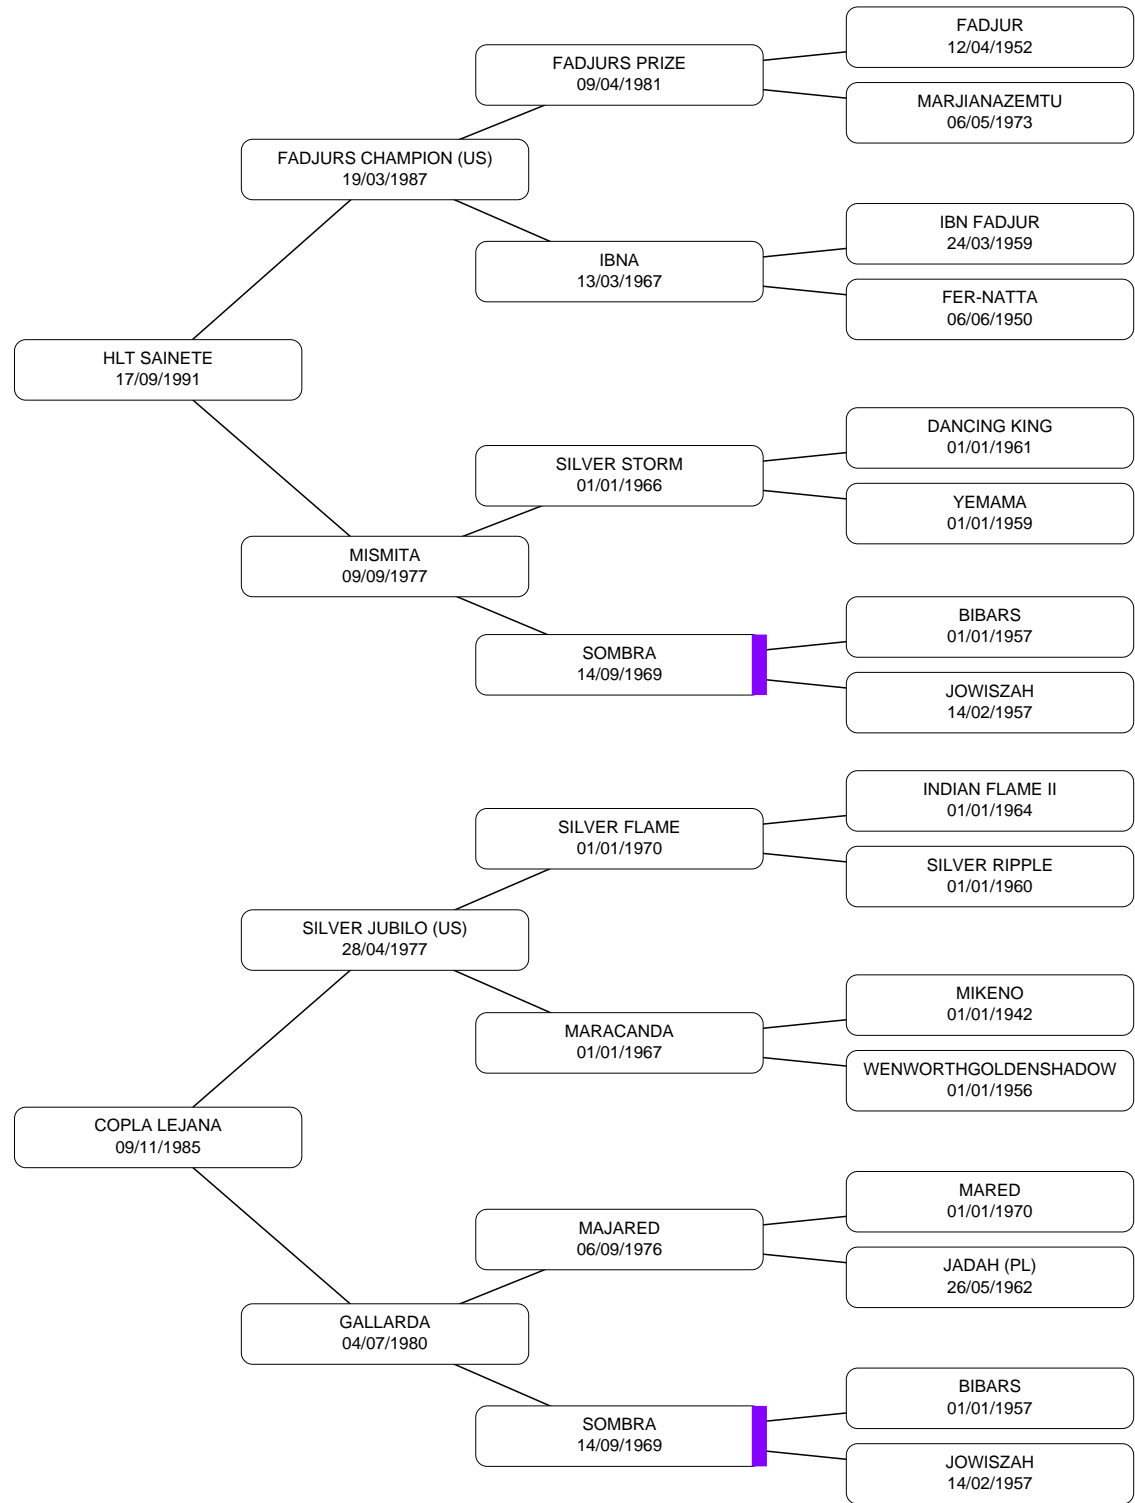 FADJUR
12/04/1952
FADJURS PRIZE
09/04/1981
MARJIANAZEMTU
06/05/1973
FADJURS CHAMPION (US)
19/03/1987
IBN FADJUR
24/03/1959
IBNA
13/03/1967
FER-NATTA
06/06/1950
HLT SAINETE
17/09/1991
DANCING KING
01/01/1961
SILVER STORM
01/01/1966
YEMAMA
01/01/1959
MISMITA
09/09/1977
BIBARS
01/01/1957
SOMBRA
14/09/1969
JOWISZAH
14/02/1957
INDIAN FLAME II
01/01/1964
SILVER FLAME
01/01/1970
SILVER RIPPLE
01/01/1960
SILVER JUBILO (US)
28/04/1977
MIKENO
01/01/1942
MARACANDA
01/01/1967
WENWORTHGOLDENSHADOW
01/01/1956
COPLA LEJANA
09/11/1985
MARED
01/01/1970
MAJARED
06/09/1976
JADAH (PL)
26/05/1962
GALLARDA
04/07/1980
BIBARS
01/01/1957
SOMBRA
14/09/1969
JOWISZAH
14/02/1957